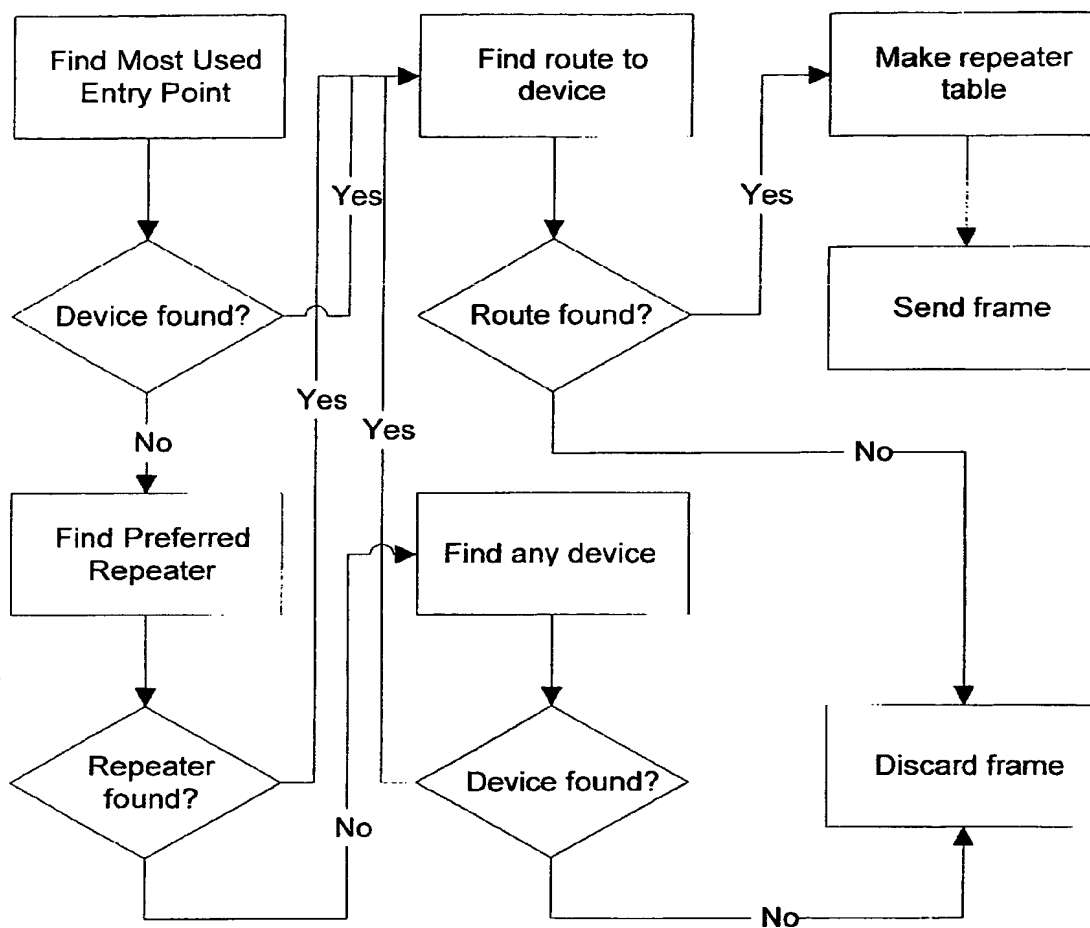 Find Most Used
Entry Point
Find route to
device
Make repeater
table
Yes
Yes
Device found?
Route found?
Send frame
Yes
Yes
No
No
Find Preferred
Repeater
Find any device
Repeater
found?
Device found?
Discard frame
No
No